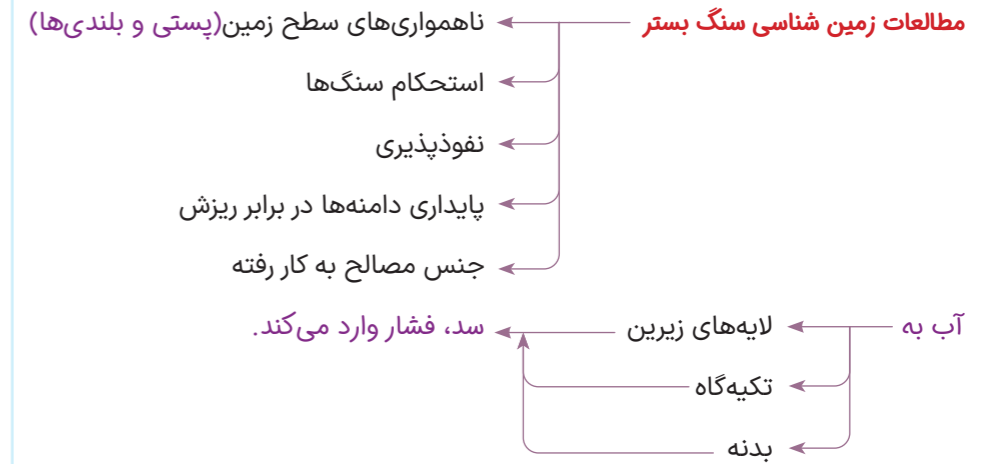 مطالعات زمین شناسی سنگ بستر ناهمواری‌های سطح زمین(پستی و بلندی‌ها)
استحکام سنگ‌ها
نفوذپذیری
پایداری دامنه‌ها در برابر ریزش
جنس مصالح به کار رفته
آب به لایه‌های زیرین سد، فشار وارد می‌کند.
تکیه‌گاه
بدنه